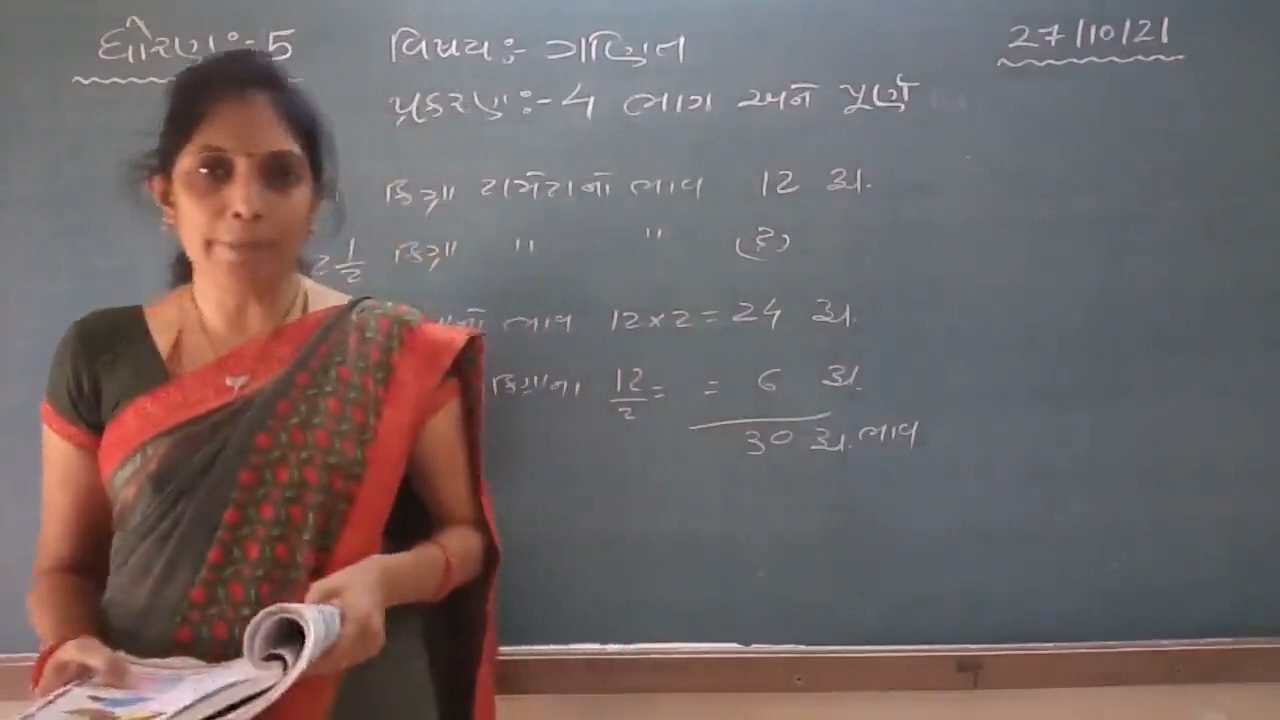 ધોરણ:-5 વિષય:- ગણિત 27/10/21
પ્રકરણ:-4 ભાગ અને પૂર્ણ
કિગ્રા ટામેટાનો ભાવ 12 રૂ.
2 1/2 કિગ્રા " " (?)
ભાવ 12 × 2 = 24 રૂ.
12/2 = = 6 રૂ.
30 રૂ. ભાવ